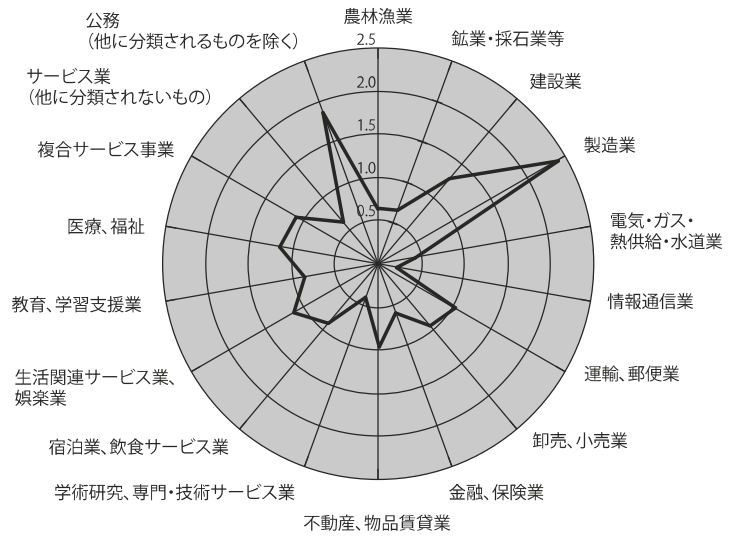 農林漁業
鉱業・採石業等
建設業
製造業
電気・ガス・
熱供給・水道業
情報通信業
運輸、郵便業
卸売、小売業
金融、保険業
不動産、物品賃貸業
学術研究、専門・技術サービス業
宿泊業、飲食サービス業
生活関連サービス業、
娯楽業
教育、学習支援業
医療、福祉
複合サービス事業
サービス業
（他に分類されないもの）
公務
（他に分類されるものを除く）
2.5
2.0
1.5
1.0
0.5